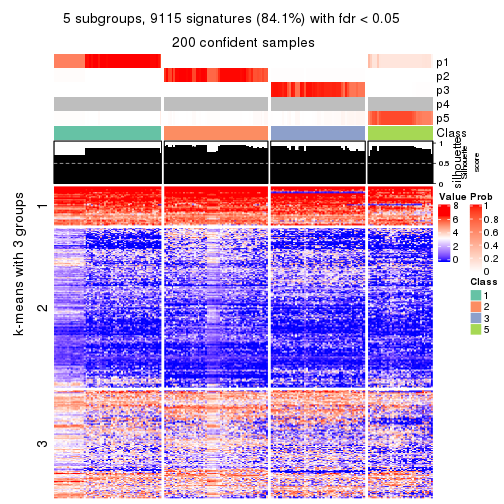 5 subgroups, 9115 signatures (84.1%) with fdr < 0.05
200 confident samples
p1
p2
p3
p4
p5
Class
1
0.5
0
silhouette
silhouette
score
k-means with 3 groups
1
2
3
Value
8
6
4
2
0
Prob
1
0.8
0.6
0.4
0.2
0
Class
1
2
3
5